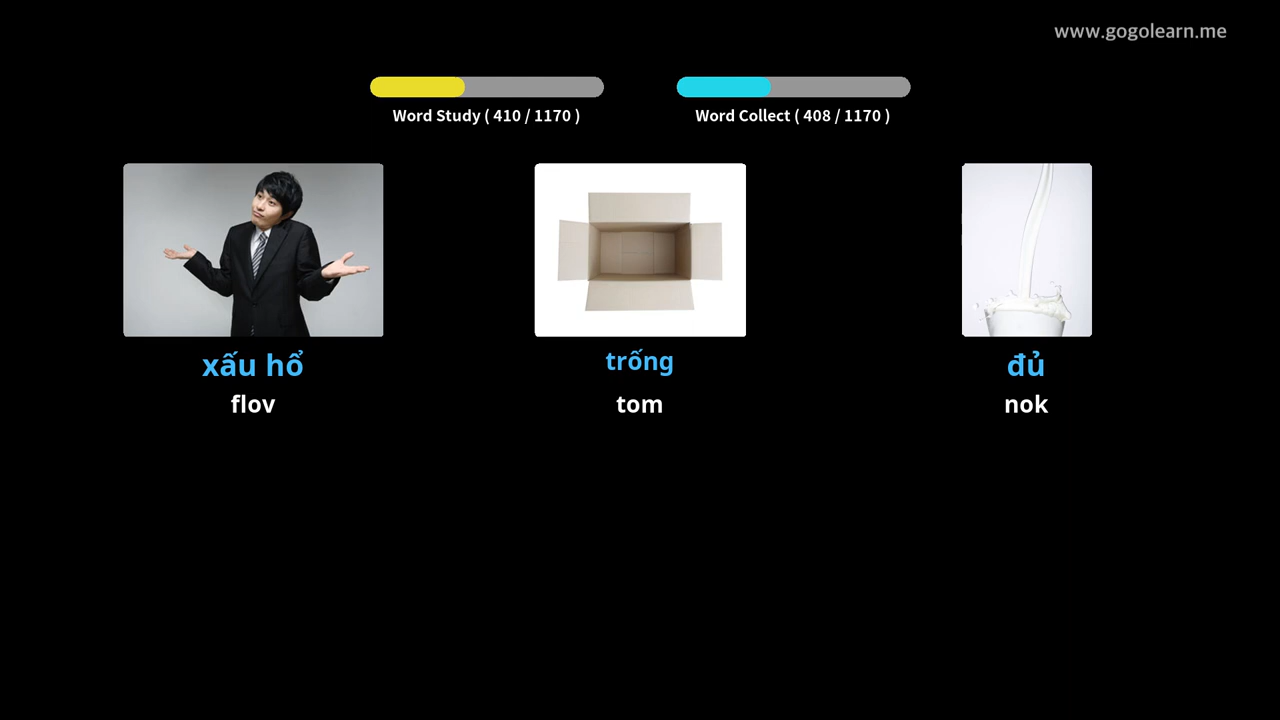 www.gogolearn.me
Word Study ( 410 / 1170 )
Word Collect ( 408 / 1170 )
xấu hổ
trống
đủ
flov
tom
nok